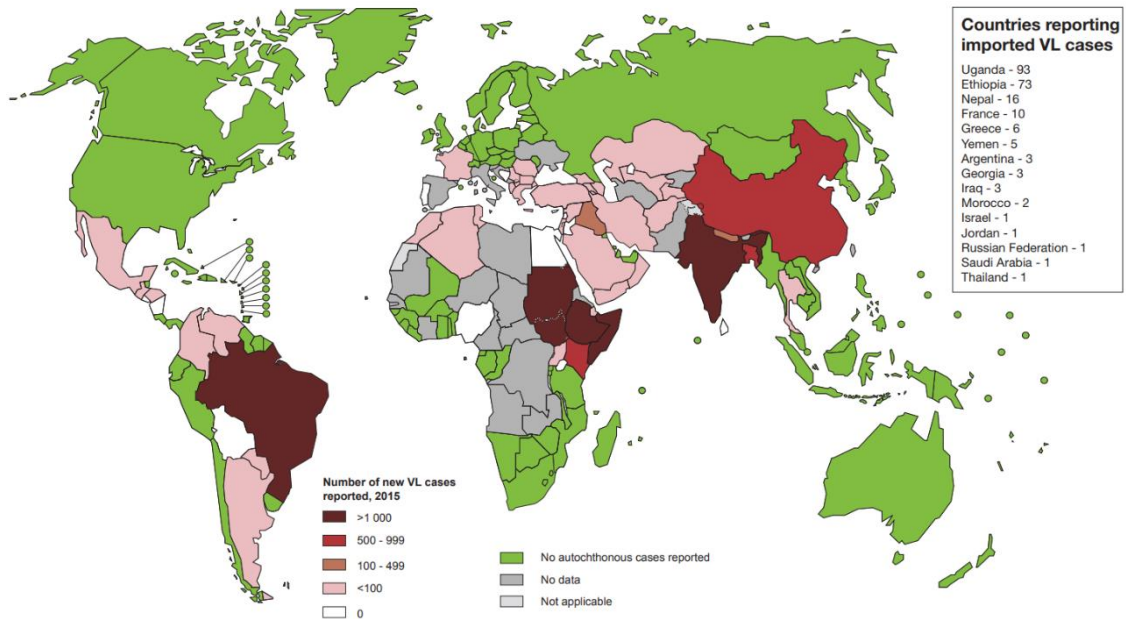 Countries reporting
imported VL cases
Uganda - 93
Ethiopia - 73
Nepal - 16
France - 10
Greece - 6
Yemen - 5
Argentina - 3
Georgia - 3
Iraq - 3
Morocco - 2
Israel - 1
Jordan - 1
Russian Federation - 1
Saudi Arabia - 1
Thailand - 1
Number of new VL cases
reported, 2015
>1 000
500 - 999
100 - 499
<100
0
No autochthonous cases reported
No data
Not applicable